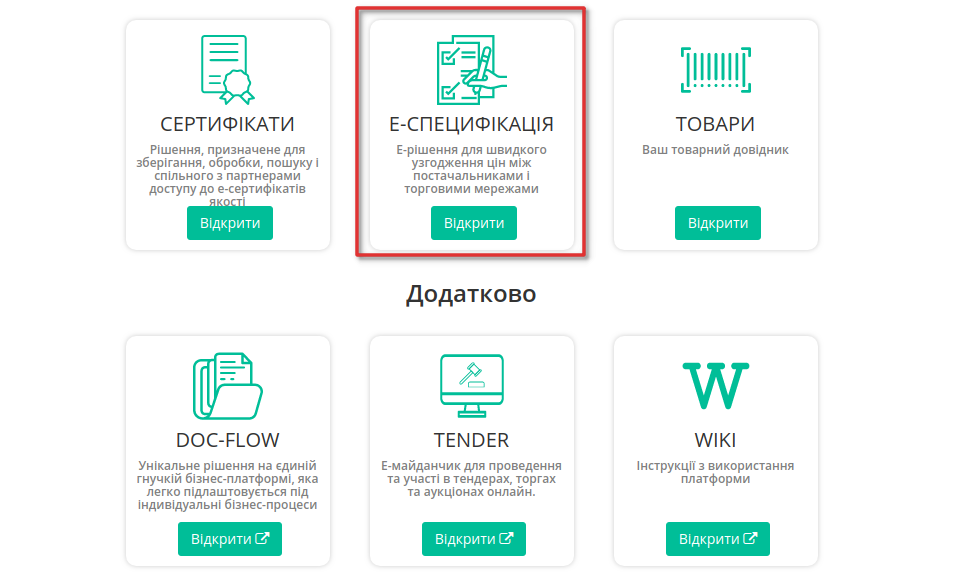 СЕРТИФІКАТИ
Рішення, призначене для
зберігання, обробки, пошуку і
спільного з партнерами
доступу до е-сертифікатів
якості
Відкрити
Е-СПЕЦИФІКАЦІЯ
Е-рішення для швидкого
узгодження цін між
постачальниками і
торговими мережами
Відкрити
ТОВАРИ
Ваш товарний довідник
Відкрити
Додатково
DOC-FLOW
Унікальне рішення на єдиній
гнучкій бізнес-платформі, яка
легко підлаштовується під
індивідуальні бізнес-процеси
Відкрити
TENDER
Е-майданчик для проведення
та участі в тендерах, торгах
та аукціонах онлайн.
Відкрити
W
WIKI
Інструкції з використання
платформи
Відкрити